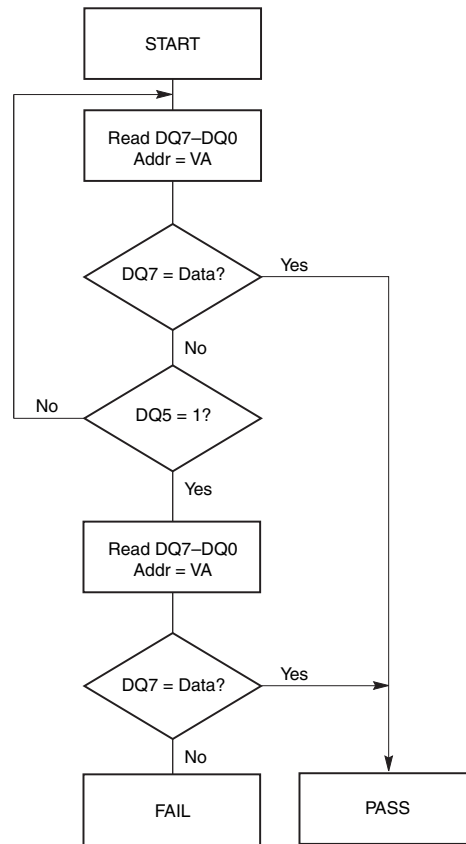 START
Read DQ7–DQ0
Addr = VA
DQ7 = Data?
Yes
No
No
DQ5 = 1?
Yes
Read DQ7–DQ0
Addr = VA
DQ7 = Data?
Yes
No
FAIL
PASS